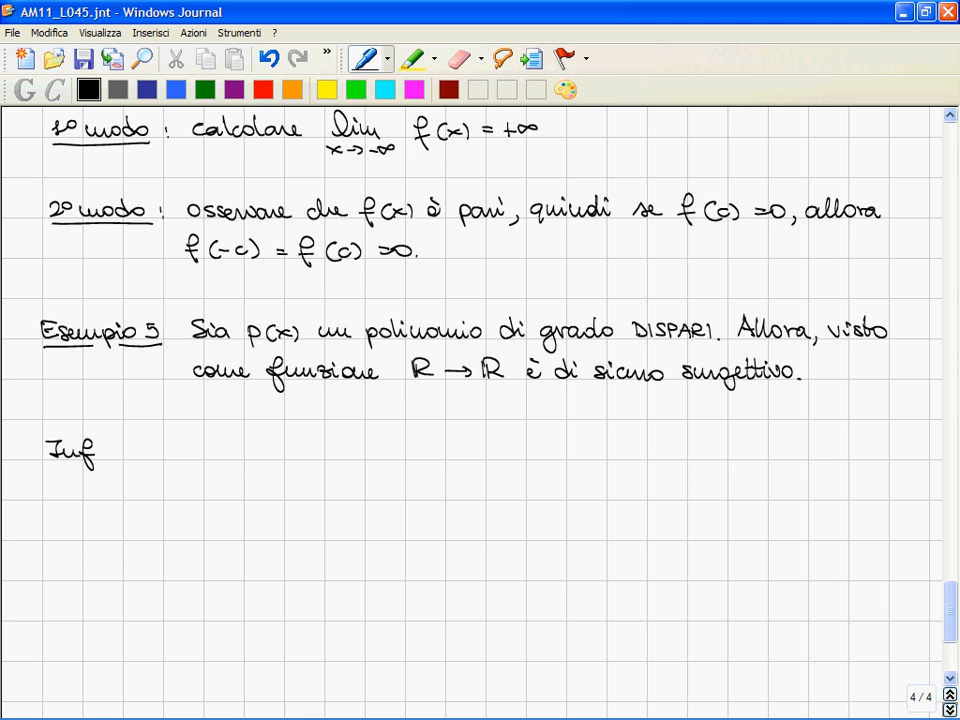 AM11_L045.jnt - Windows Journal
File Modifica Visualizza Inserisci Azioni Strumenti ?
G C
1º modo : calcolare lim x→-∞ f(x) = +∞
2º modo : osservare che f(x) è pari, quindi se f(c) =0, allora
f(-c) = f(c) =0.
Esempio 5 Sia p(x) un polinomio di grado DISPARI. Allora, visto
come funzione R → R è di sicuro surgettivo.
Inf
4 / 4